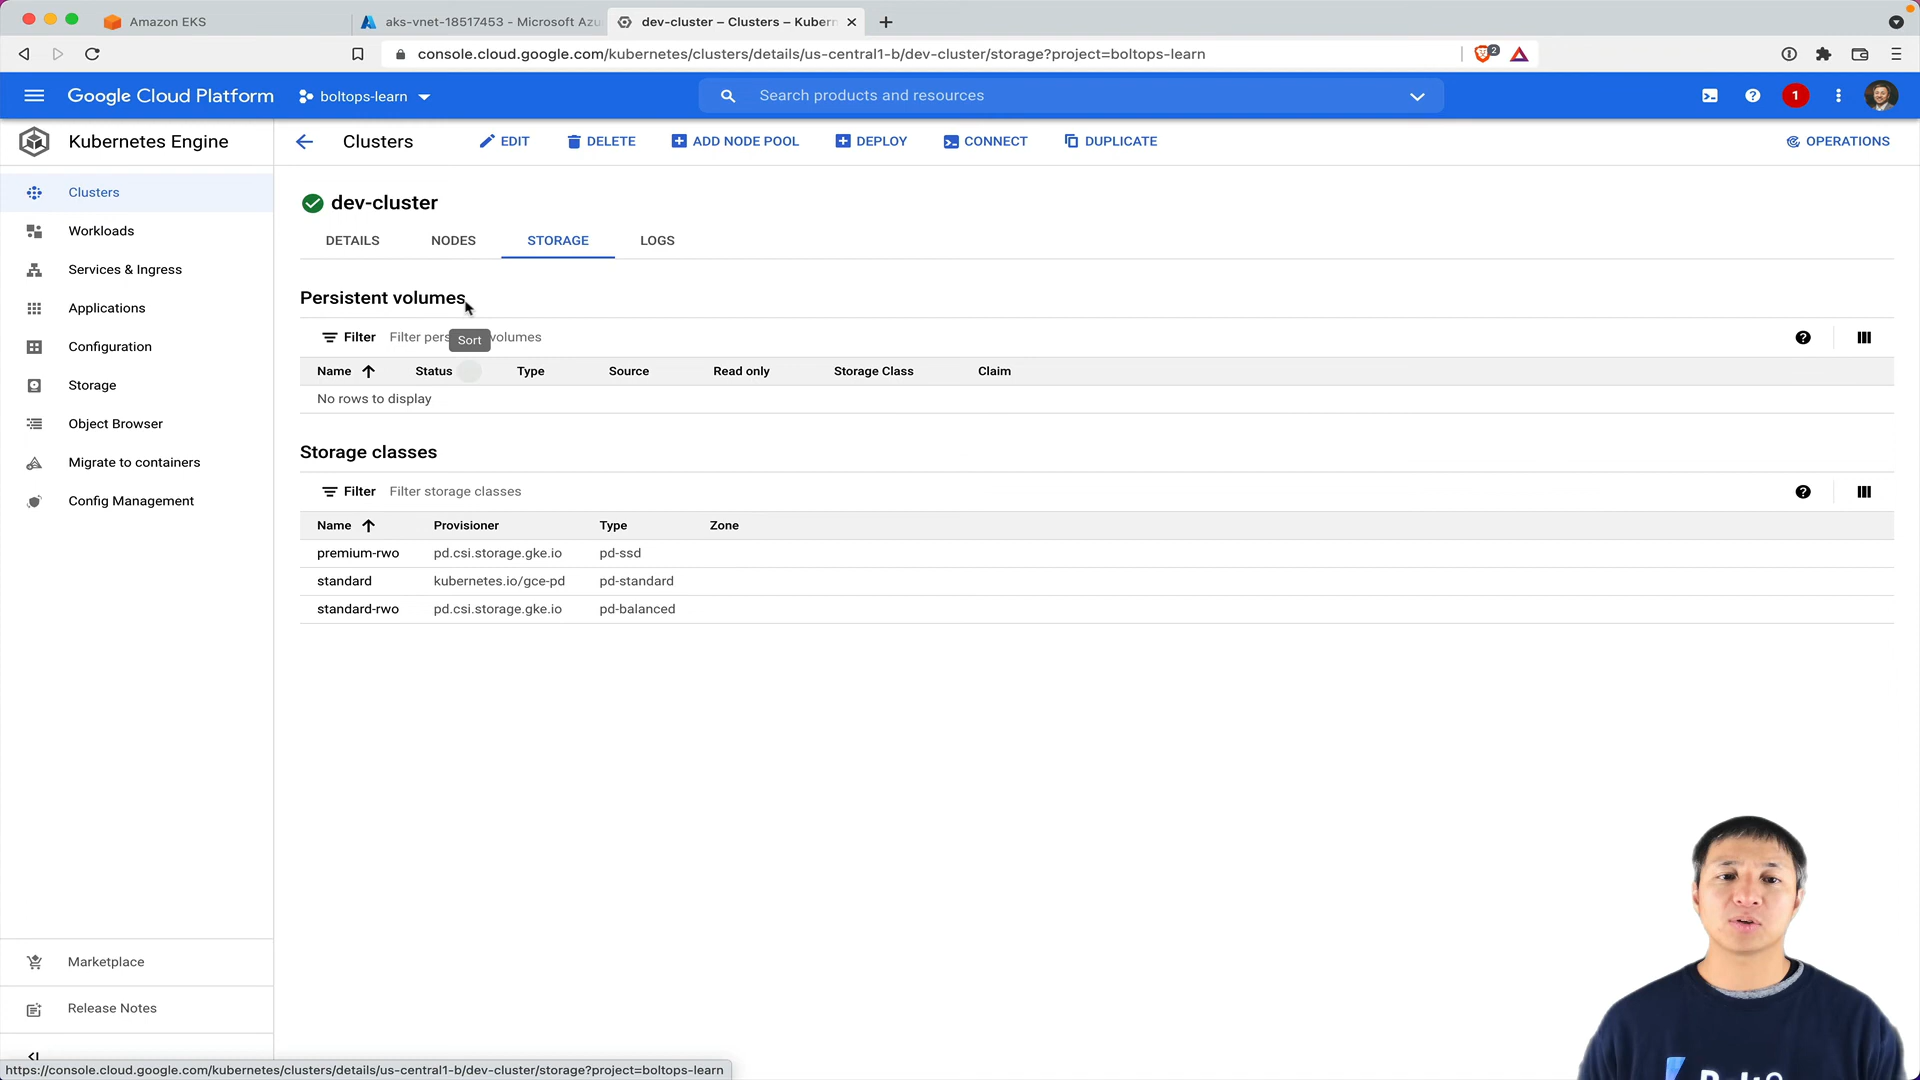 Amazon EKS
aks-vnet-18517453 - Microsoft Azu
dev-cluster – Clusters – Kubern
console.cloud.google.com/kubernetes/clusters/details/us-central1-b/dev-cluster/storage?project=boltops-learn
2
Google Cloud Platform
boltops-learn
Search products and resources
1
Kubernetes Engine
Clusters
EDIT
DELETE
ADD NODE POOL
DEPLOY
CONNECT
DUPLICATE
OPERATIONS
Clusters
Workloads
Services & Ingress
Applications
Configuration
Storage
Object Browser
Migrate to containers
Config Management
Marketplace
Release Notes
dev-cluster
DETAILS NODES STORAGE LOGS
Persistent volumes
Filter Filter pers volumes
Sort
Name Status Type Source Read only Storage Class Claim
No rows to display
Storage classes
Filter Filter storage classes
Name Provisioner Type Zone
premium-rwo pd.csi.storage.gke.io pd-ssd
standard kubernetes.io/gce-pd pd-standard
standard-rwo pd.csi.storage.gke.io pd-balanced
https://console.cloud.google.com/kubernetes/clusters/details/us-central1-b/dev-cluster/storage?project=boltops-learn